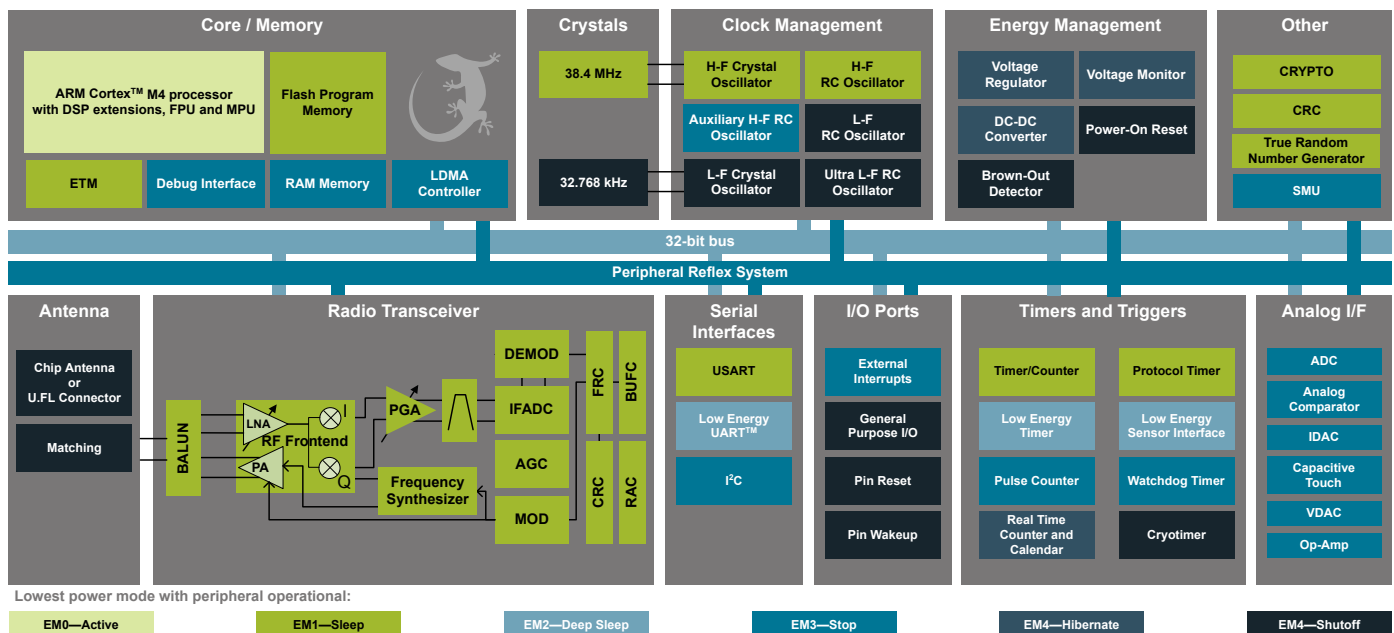 Core / Memory
ARM Cortex™ M4 processor
with DSP extensions, FPU and MPU
Flash Program
Memory
ETM
Debug Interface
RAM Memory
LDMA
Controller
Crystals
38.4 MHz
32.768 kHz
Clock Management
H-F Crystal
Oscillator
H-F
RC Oscillator
Auxiliary H-F RC
Oscillator
L-F
RC Oscillator
L-F Crystal
Oscillator
Ultra L-F RC
Oscillator
Energy Management
Voltage
Regulator
Voltage Monitor
DC-DC
Converter
Power-On Reset
Brown-Out
Detector
Other
CRYPTO
CRC
True Random
Number Generator
SMU
32-bit bus
Peripheral Reflex System
Antenna
Chip Antenna
or
U.FL Connector
Matching
Radio Transceiver
BALUN
LNA
RF Frontend
PA
I
Q
PGA
Frequency
Synthesizer
DEMOD
IFADC
AGC
MOD
FRC
BUFC
CRC
RAC
Serial
Interfaces
USART
Low Energy
UART™
I²C
I/O Ports
External
Interrupts
General
Purpose I/O
Pin Reset
Pin Wakeup
Timers and Triggers
Timer/Counter
Protocol Timer
Low Energy
Timer
Low Energy
Sensor Interface
Pulse Counter
Watchdog Timer
Real Time
Counter and
Calendar
Cryotimer
Analog I/F
ADC
Analog
Comparator
IDAC
Capacitive
Touch
VDAC
Op-Amp
Lowest power mode with peripheral operational:
EM0—Active
EM1—Sleep
EM2—Deep Sleep
EM3—Stop
EM4—Hibernate
EM4—Shutoff